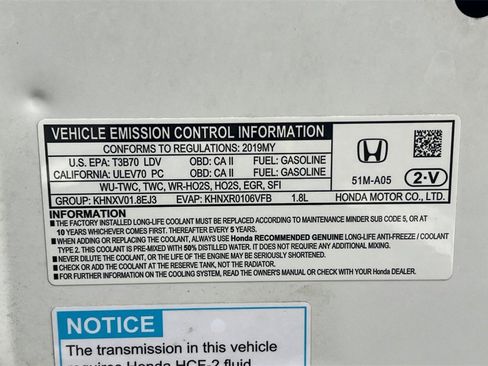 VEHICLE EMISSION CONTROL INFORMATION
CONFORMS TO REGULATIONS: 2019MY
U.S. EPA: T3B70 LDV OBD: CA II FUEL: GASOLINE
CALIFORNIA: ULEV70 PC OBD: CA II FUEL: GASOLINE
WU-TWC, TWC, WR-HO2S, HO2S, EGR, SFI
GROUP: KHNXV01.8EJ3 EVAP: KHNXR0106VFB 1.8L
51M-A05 2·V
HONDA MOTOR CO., LTD.
INFORMATION
■ THE FACTORY INSTALLED LONG-LIFE COOLANT MUST BE REPLACED ACCORDING TO MAINTENANCE MINDER SUB CODE 5, OR AT
10 YEARS WHICHEVER COMES FIRST. THEREAFTER EVERY 5 YEARS.
■ WHEN ADDING OR REPLACING THE COOLANT, ALWAYS USE Honda RECOMMENDED GENUINE LONG-LIFE ANTI-FREEZE / COOLANT
TYPE 2. THIS COOLANT IS PRE-MIXED WITH 50% DISTILLED WATER. IT DOES NOT REQUIRE ANY ADDITIONAL MIXING.
■ NEVER DILUTE THE COOLANT, OR THE LIFE OF THE ENGINE MAY BE SERIOUSLY SHORTENED.
■ CHECK AND ADD COOLANT AT THE RESERVE TANK, NOT THE RADIATOR.
■ FOR FURTHER INFORMATION ON THE COOLING SYSTEM, READ THE OWNER'S MANUAL OR CHECK WITH YOUR Honda DEALER.
NOTICE
The transmission in this vehicle
requires Honda HCF-2 fluid